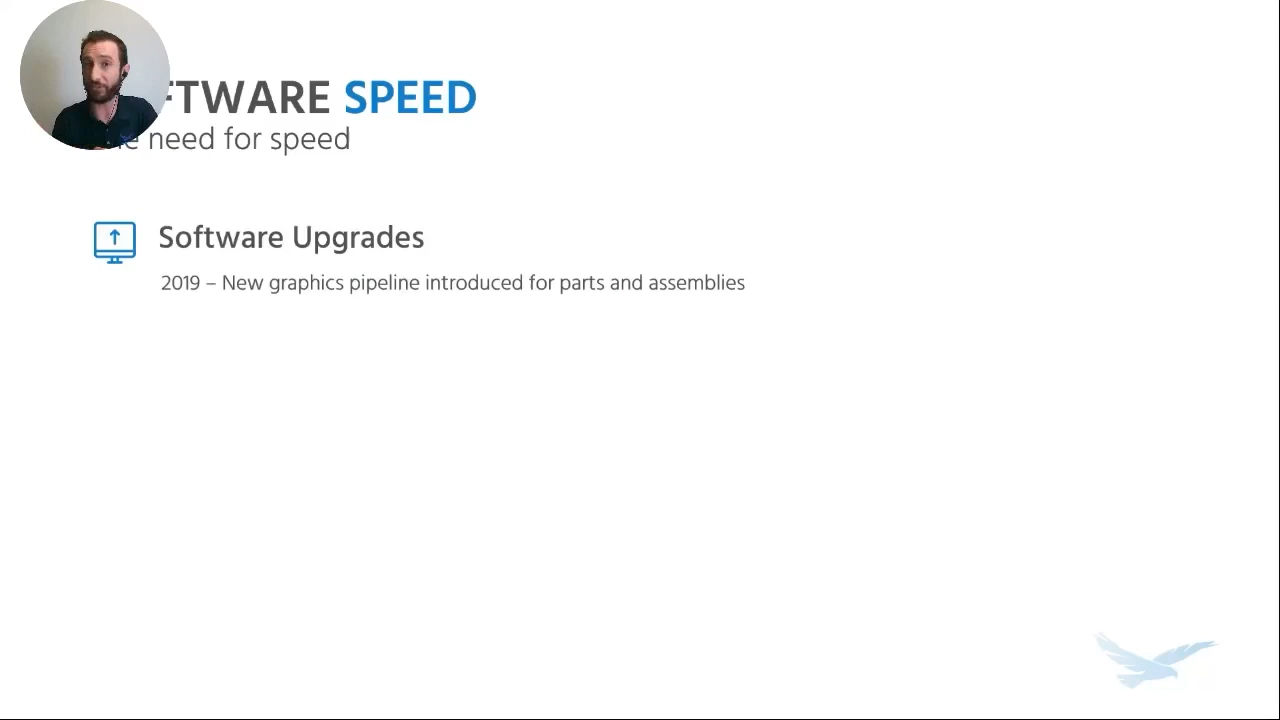 FTWARE SPEED
e need for speed
Software Upgrades
2019 – New graphics pipeline introduced for parts and assemblies